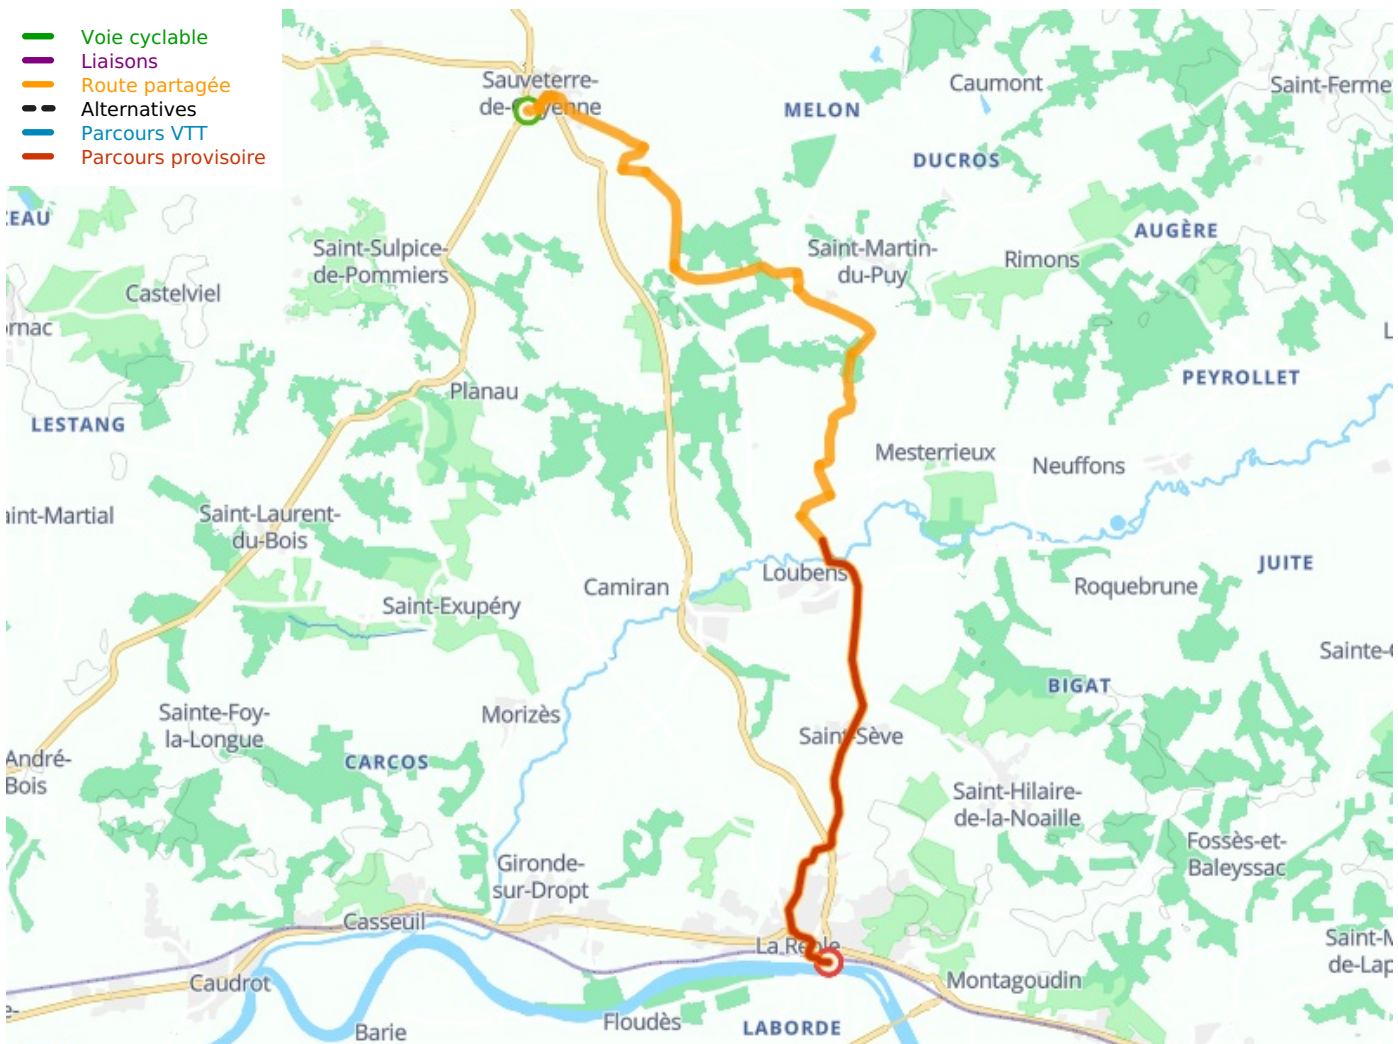 Voie cyclable
Liaisons
Route partagée
Alternatives
Parcours VTT
Parcours provisoire
Sauveterre-
de-Guyenne
Caumont
Saint-Ferme
MELON
DUCROS
EAU
AUGÈRE
Saint-Sulpice-
de-Pommiers
Saint-Martin-
du-Puy
Rimons
Castelviel
rnac
Planau
PEYROLLET
LESTANG
Mesterrieux
Neuffons
aint-Martial
Saint-Laurent-
du-Bois
Loubens
JUITE
Camiran
Roquebrune
Saint-Exupéry
Sainte-
BIGAT
Sainte-Foy-
la-Longue
Morizès
Saint-Sève
CARCOS
André-
Bois
Saint-Hilaire-
de-la-Noaille
Fossès-et-
Baleyssac
Gironde-
sur-Dropt
Casseuil
La Réole
Saint-M
de-Lap
Caudrot
Montagoudin
Floudès
LABORDE
Barie